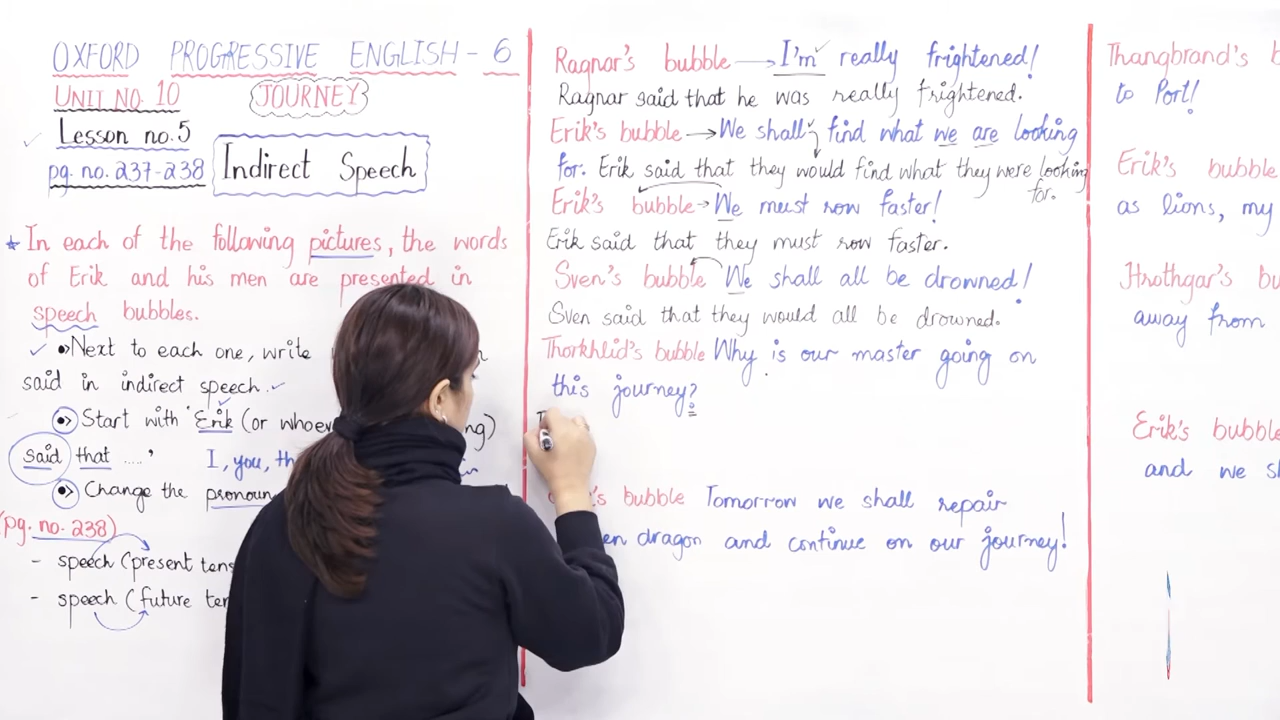 OXFORD PROGRESSIVE ENGLISH - 6
UNIT NO. 10 JOURNEY
Lesson no.5
pg. no. 237-238 Indirect Speech
In each of the following pictures, the words
of Erik and his men are presented in
speech bubbles.
Next to each one, write
said in indirect speech.
Start with 'Erik (or whoev
said that ....' I, you, th
Change the pronoun
(pg. no. 238)
- speech (present tens
- speech (future ten
Ragnar's bubble → I'm really frightened!
Ragnar said that he was really frightened.
Erik's bubble → We shall find what we are looking
for. Erik said that they would find what they were looking
for.
Erik's bubble → We must row faster!
Erik said that they must row faster.
Sven's bubble We shall all be drowned!
Sven said that they would all be drowned.
Thorkhlid's bubble Why is our master going on
this journey?
's bubble Tomorrow we shall repair
en dragon and continue on our journey!
Thangbrand's b
to Port!
Erik's bubble
as lions, my
Hrothgar's bu
away from
Erik's bubble
and we sh